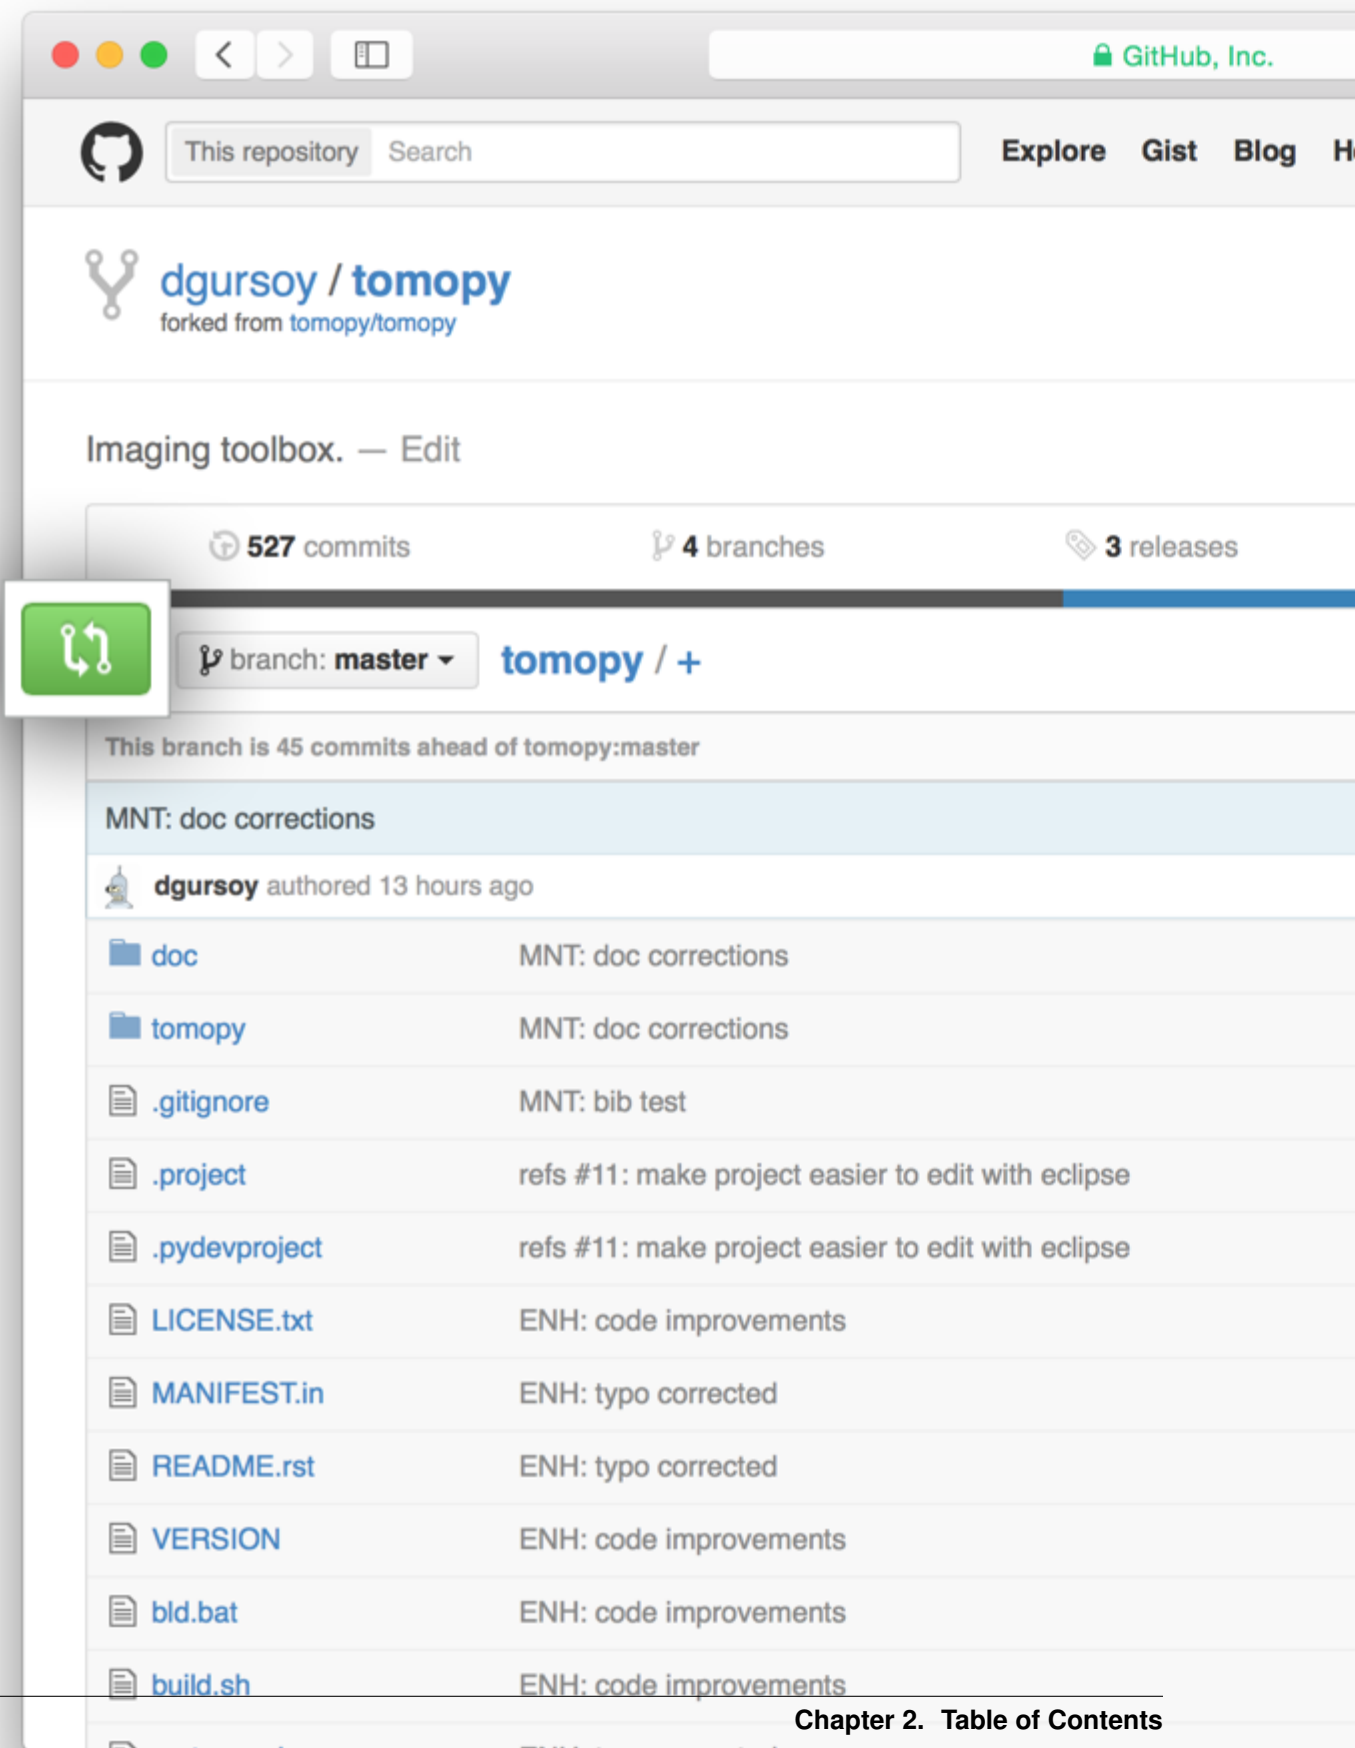 GitHub, Inc.
This repository Search Explore Gist Blog
dgursoy / tomopy
forked from tomopy/tomopy
Imaging toolbox. — Edit
527 commits 4 branches 3 releases
branch: master tomopy / +
This branch is 45 commits ahead of tomopy:master
MNT: doc corrections
dgursoy authored 13 hours ago
doc MNT: doc corrections
tomopy MNT: doc corrections
.gitignore MNT: bib test
.project refs #11: make project easier to edit with eclipse
.pydevproject refs #11: make project easier to edit with eclipse
LICENSE.txt ENH: code improvements
MANIFEST.in ENH: typo corrected
README.rst ENH: typo corrected
VERSION ENH: code improvements
bld.bat ENH: code improvements
build.sh ENH: code improvements
Chapter 2. Table of Contents